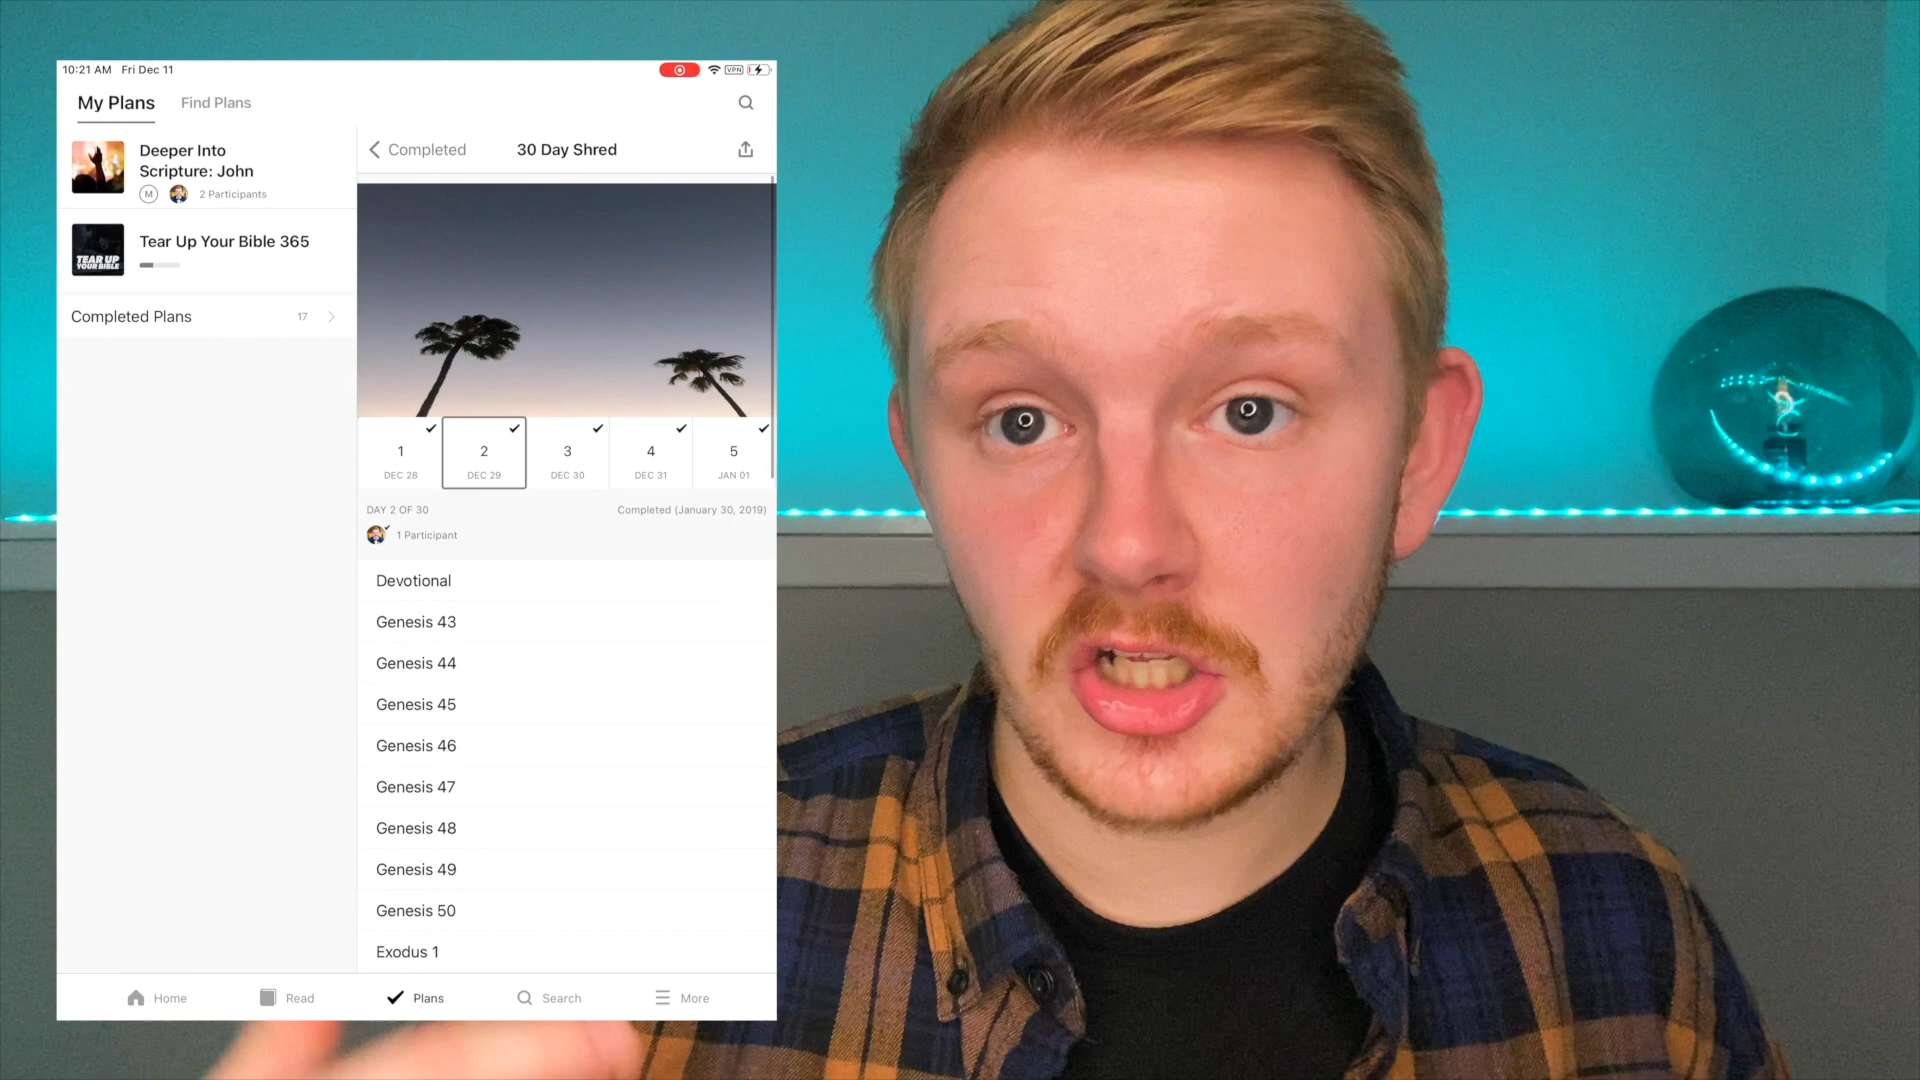 10:21 AM Fri Dec 11
VPN
My Plans Find Plans
Deeper Into
Scripture: John
M 2 Participants
TEAR UP
YOUR BIBLE
Tear Up Your Bible 365
Completed Plans 17
Completed 30 Day Shred
1 2 3 4 5
DEC 28 DEC 29 DEC 30 DEC 31 JAN 01
DAY 2 OF 30 Completed (January 30, 2019)
1 Participant
Devotional
Genesis 43
Genesis 44
Genesis 45
Genesis 46
Genesis 47
Genesis 48
Genesis 49
Genesis 50
Exodus 1
Home Read Plans Search More